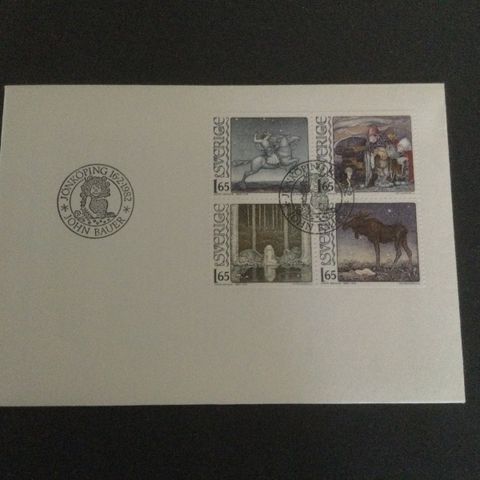 JÖNKÖPING 16.2.1982
* JOHN BAUER *
SVERIGE
165
SVERIGE
165
SVERIGE
165
SVERIGE
165